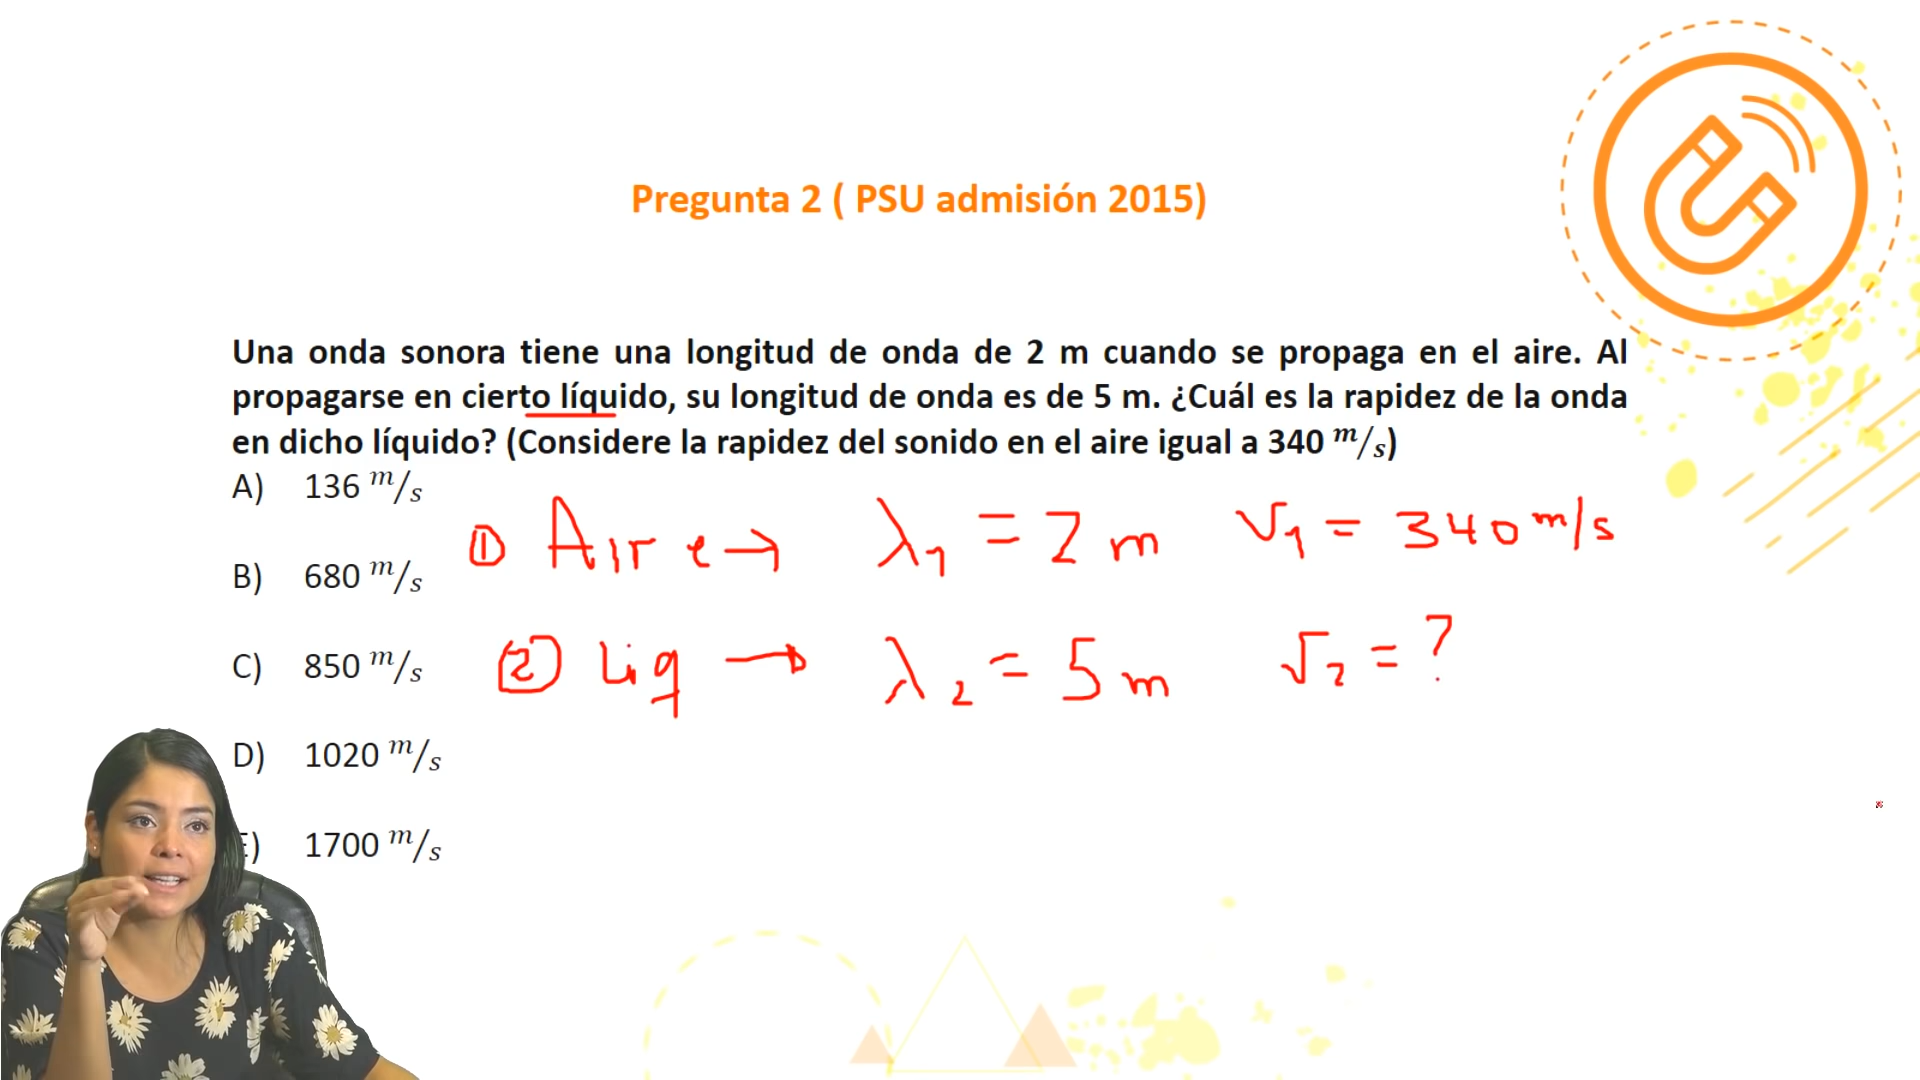 Pregunta 2 ( PSU admisión 2015)
Una onda sonora tiene una longitud de onda de 2 m cuando se propaga en el aire. Al
propagarse en cierto líquido, su longitud de onda es de 5 m. ¿Cuál es la rapidez de la onda
en dicho líquido? (Considere la rapidez del sonido en el aire igual a 340 m/s)
A) 136 m/s
① Aire → λ₁ = 2 m V₁ = 340 m/s
B) 680 m/s
C) 850 m/s
② Liq → λ₂ = 5 m V₂ = ?
D) 1020 m/s
E) 1700 m/s